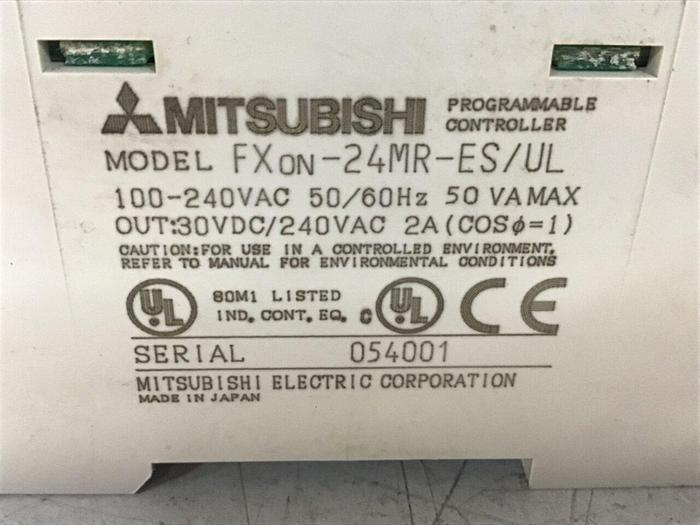 MITSUBISHI PROGRAMMABLE CONTROLLER
MODEL FX0N-24MR-ES/UL
100-240VAC 50/60Hz 50 VA MAX
OUT:30VDC/240VAC 2A (COSφ=1)
CAUTION:FOR USE IN A CONTROLLED ENVIRONMENT,
REFER TO MANUAL FOR ENVIRONMENTAL CONDITIONS
UL 80M1 LISTED C UL CE
IND. CONT. EQ.
SERIAL 054001
MITSUBISHI ELECTRIC CORPORATION
MADE IN JAPAN